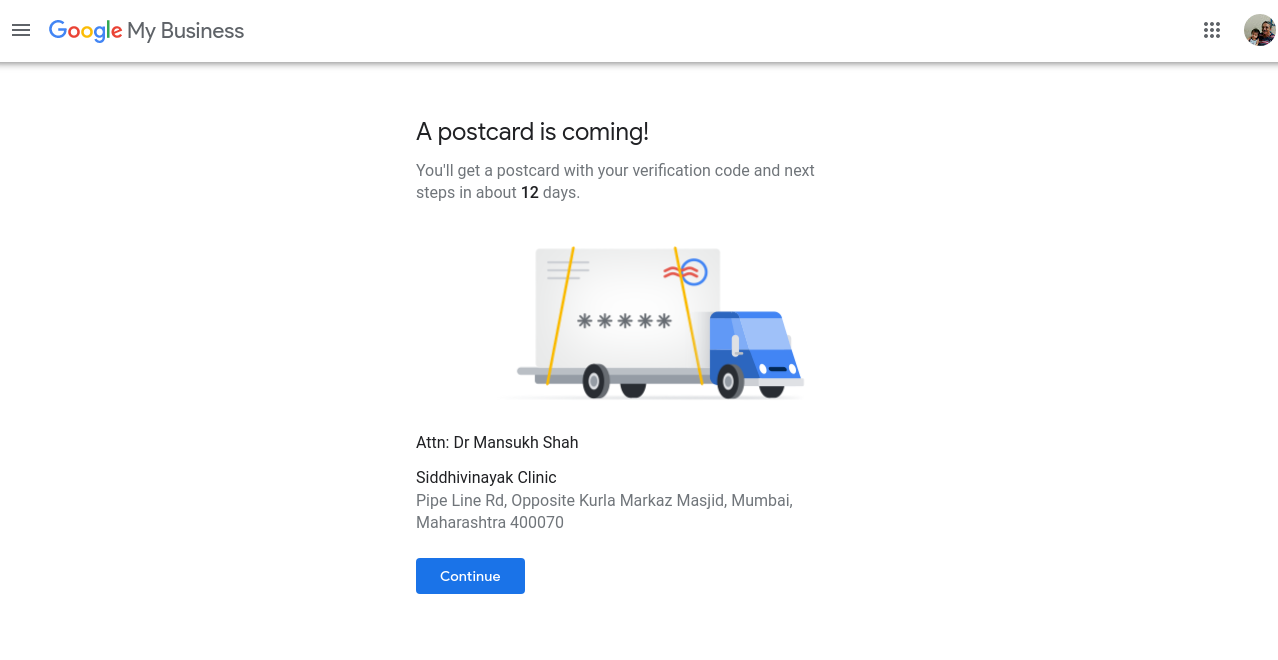 Google My Business
A postcard is coming!
You'll get a postcard with your verification code and next
steps in about 12 days.
*****
Attn: Dr Mansukh Shah
Siddhivinayak Clinic
Pipe Line Rd, Opposite Kurla Markaz Masjid, Mumbai,
Maharashtra 400070
Continue